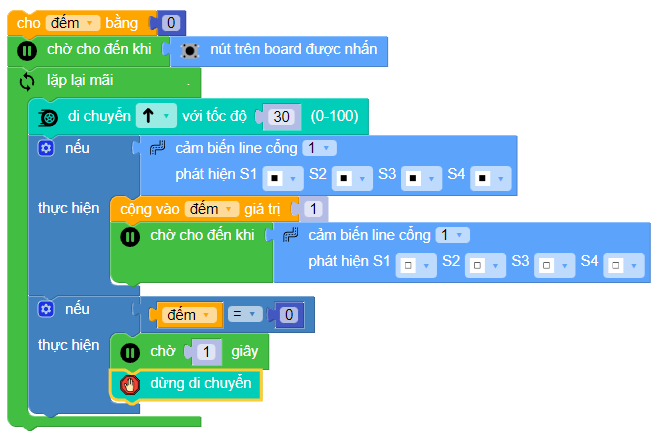 cho đếm bằng 0
chờ cho đến khi nút trên board được nhấn
lặp lại mãi .
di chuyển với tốc độ 30 (0-100)
nếu cảm biến line cổng 1
phát hiện S1 S2 S3 S4
thực hiện cộng vào đếm giá trị 1
chờ cho đến khi cảm biến line cổng 1
phát hiện S1 S2 S3 S4
nếu đếm = 0
thực hiện chờ 1 giây
dừng di chuyển